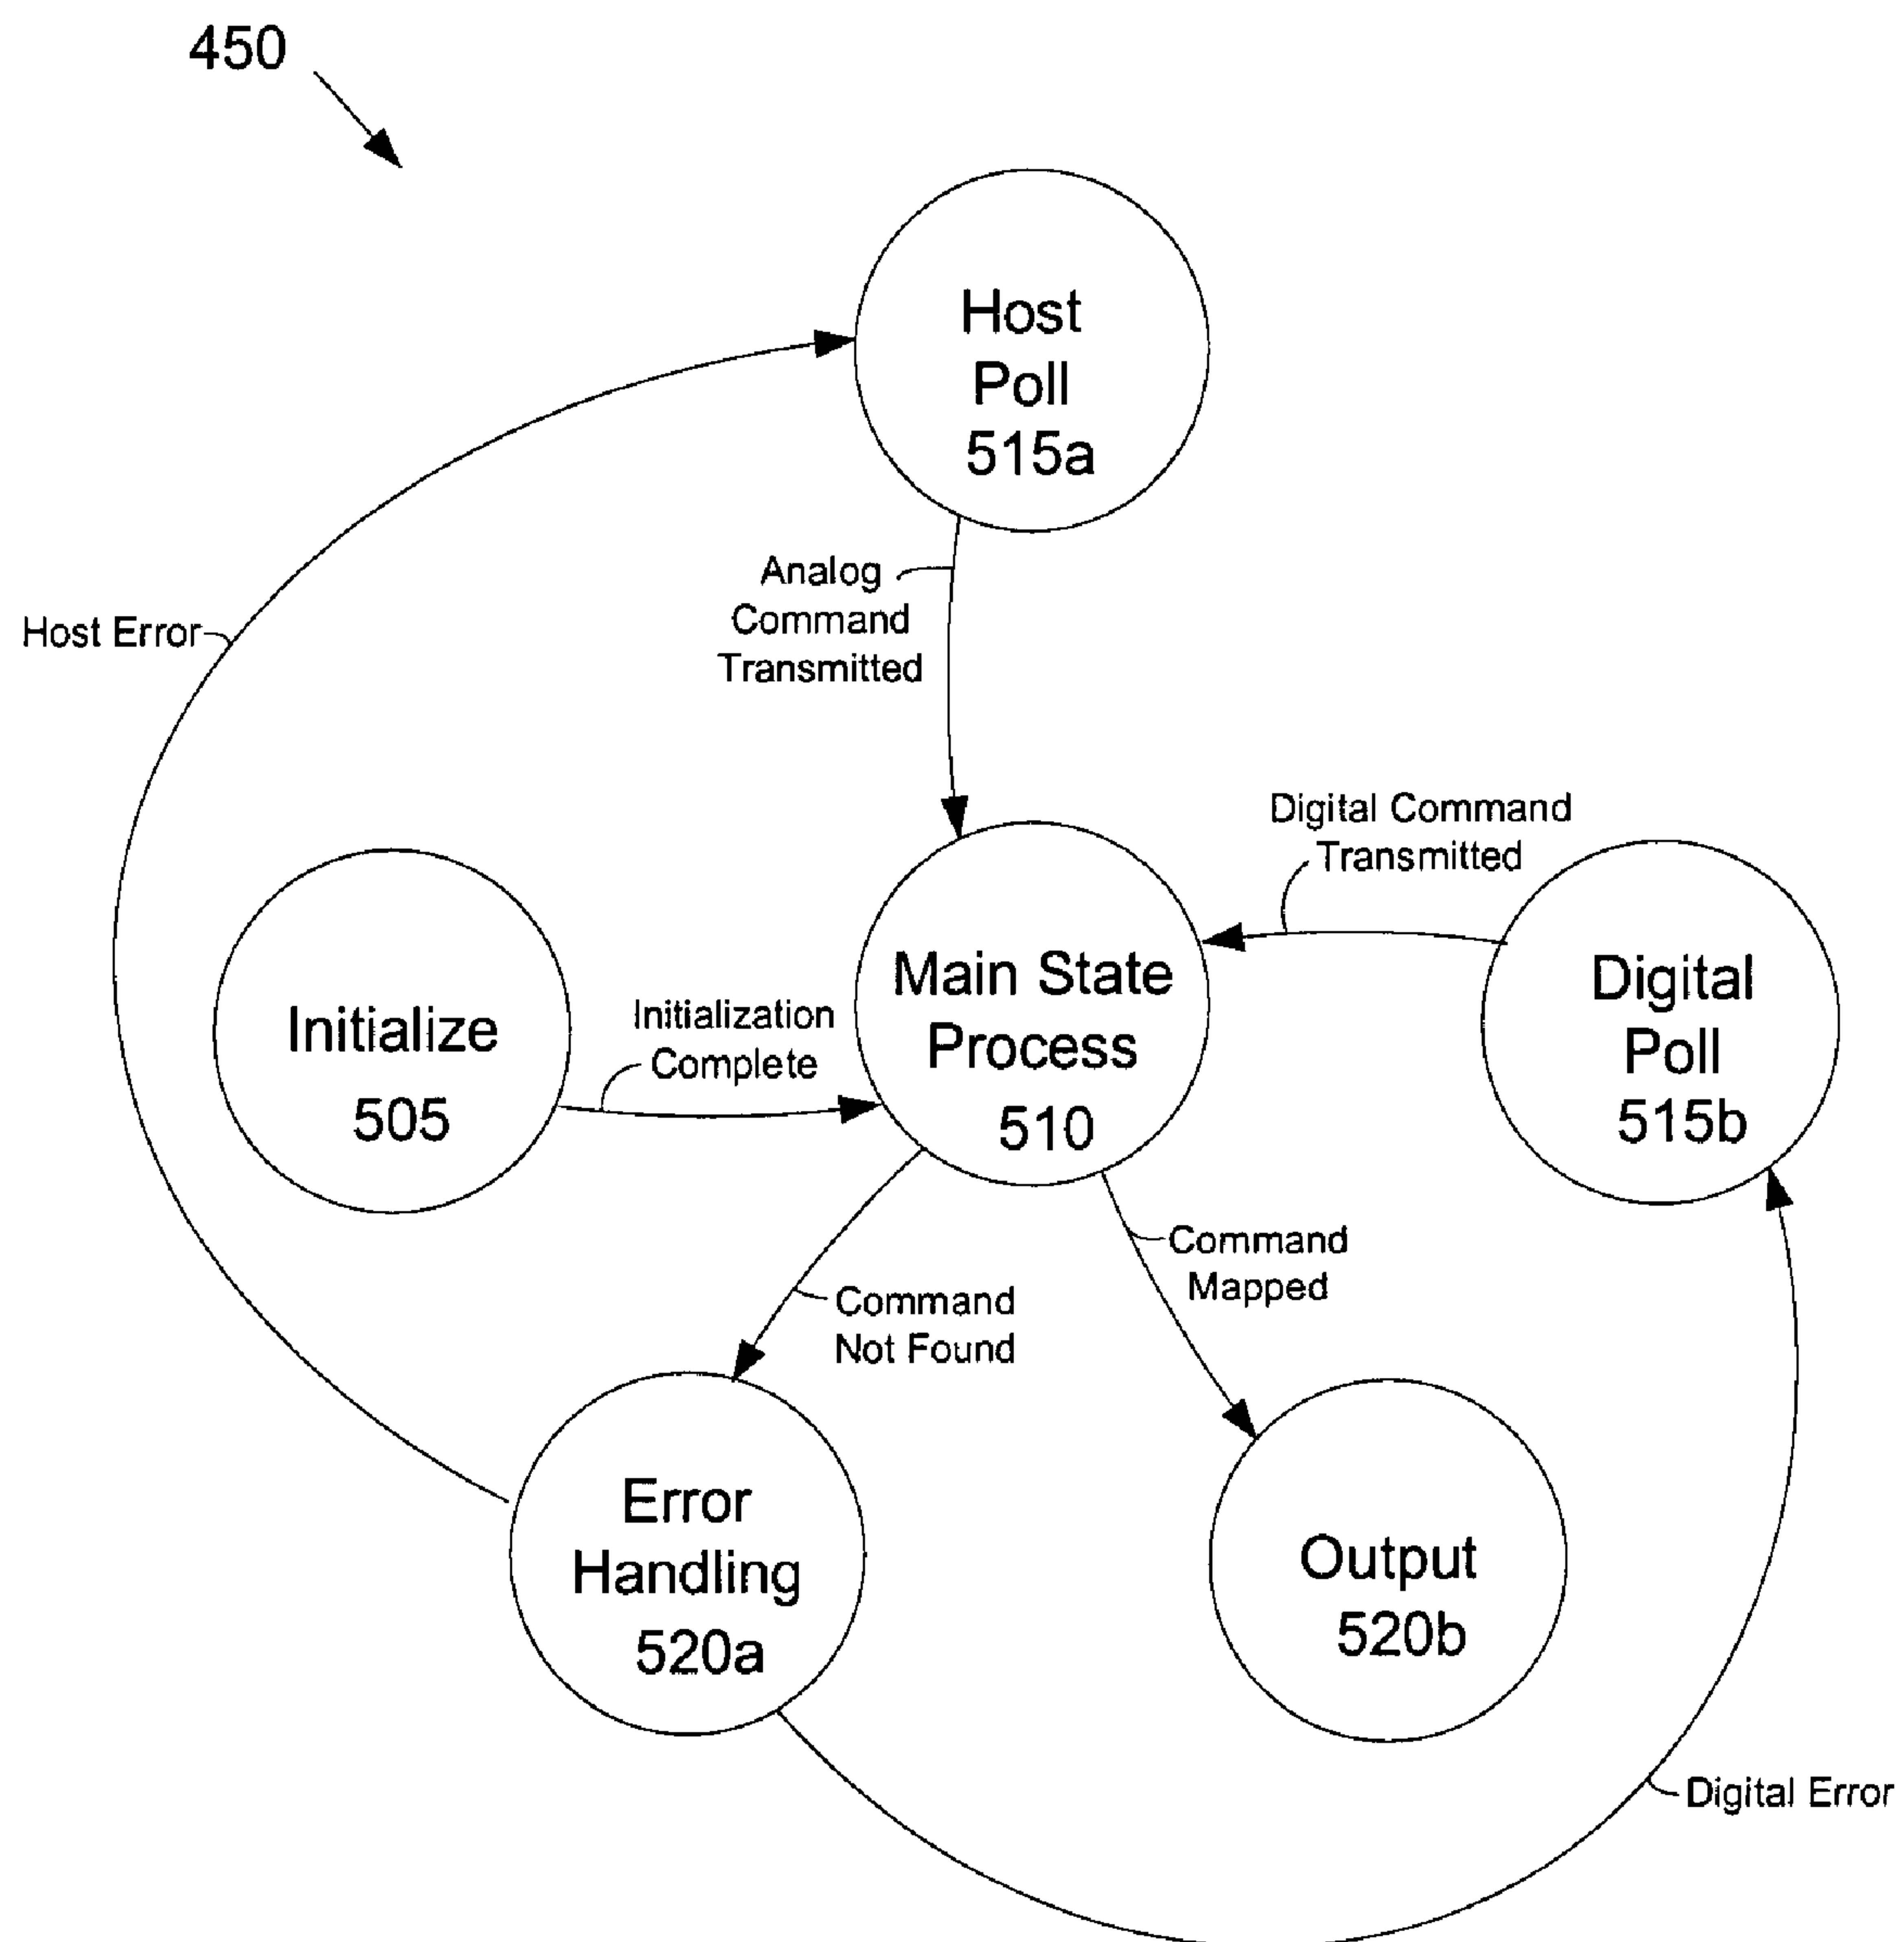 450
Host
Poll
515a
Analog
Command
Transmitted
Host Error
Digital Command
Transmitted
Initialize
505
Initialization
Complete
Main State
Process
510
Digital
Poll
515b
Command
Mapped
Command
Not Found
Error
Handling
520a
Output
520b
Digital Error